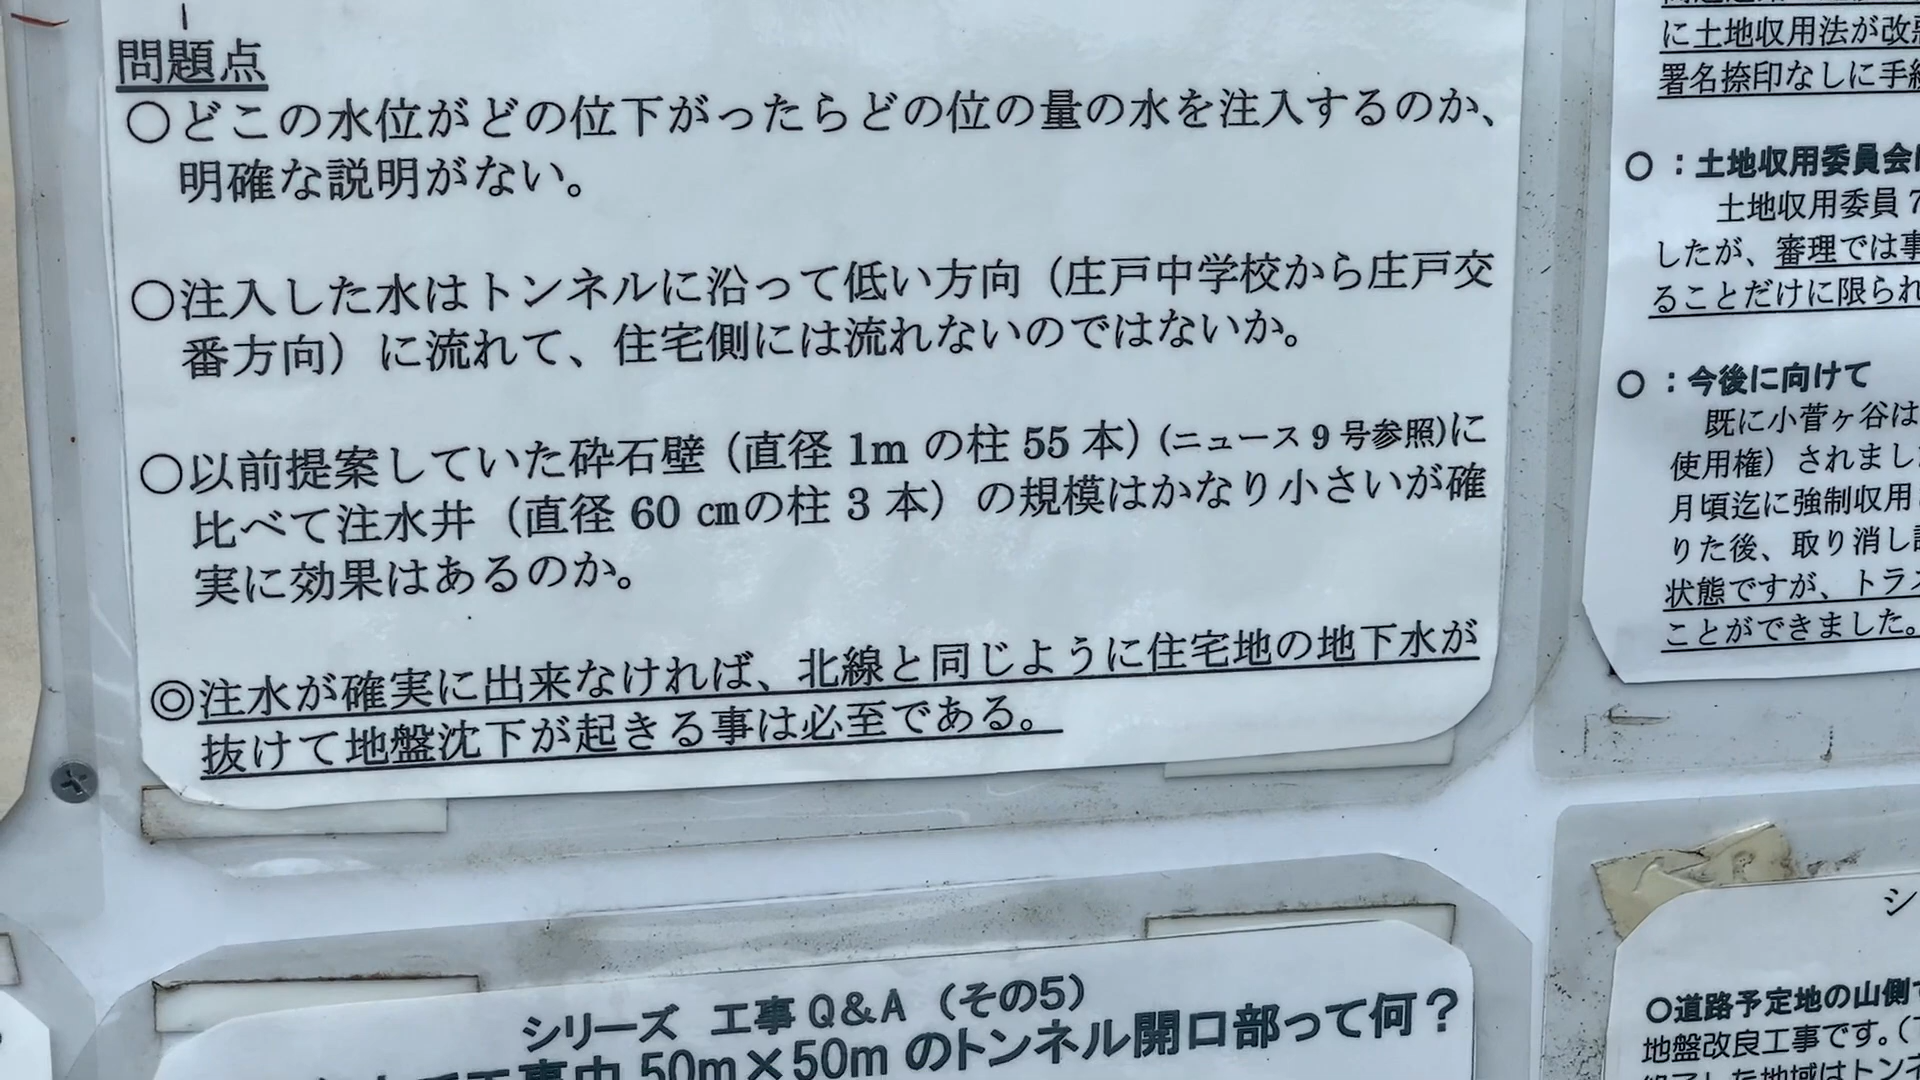 問題点
○どこの水位がどの位下がったらどの位の量の水を注入するのか、
明確な説明がない。
○注入した水はトンネルに沿って低い方向（庄戸中学校から庄戸交
番方向）に流れて、住宅側には流れないのではないか。
○以前提案していた砕石壁（直径 1m の柱 55 本）(ニュース 9 号参照)に
比べて注水井（直径 60 ㎝の柱 3 本）の規模はかなり小さいが確
実に効果はあるのか。
◎注水が確実に出来なければ、北線と同じように住宅地の地下水が
抜けて地盤沈下が起きる事は必至である。
シリーズ 工事Q＆A（その5）
工事中 50m×50m のトンネル開口部って何？
に土地収用法が改
署名捺印なしに手
○：土地収用委員会
土地収用委員 7
したが、審理では事
ることだけに限られ
○：今後に向けて
既に小菅ヶ谷は
使用権）されまし
月頃迄に強制収用
りた後、取り消し
状態ですが、トラ
ことができました。
シ
○道路予定地の山側
地盤改良工事です。（